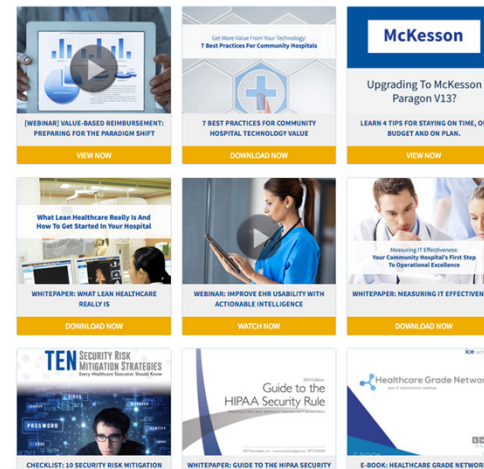 Get More Value From Your Technology:
7 Best Practices For Community Hospitals
McKesson
Upgrading To McKesson
Paragon V13?
[WEBINAR] VALUE-BASED REIMBURSEMENT:
PREPARING FOR THE PARADIGM SHIFT
7 BEST PRACTICES FOR COMMUNITY
HOSPITAL TECHNOLOGY VALUE
LEARN 4 TIPS FOR STAYING ON TIME, O
BUDGET AND ON PLAN.
VIEW NOW
DOWNLOAD NOW
VIEW NOW
What Lean Healthcare Really Is And
How To Get Started In Your Hospital
Measuring IT Effectiveness:
Your Community Hospital's First Step
To Operational Excellence
WHITEPAPER: WHAT LEAN HEALTHCARE
REALLY IS
WEBINAR: IMPROVE EHR USABILITY WITH
ACTIONABLE INTELLIGENCE
WHITEPAPER: MEASURING IT EFFECTIVEN
DOWNLOAD NOW
WATCH NOW
DOWNLOAD NOW
TEN SECURITY RISK
MITIGATION STRATEGIES
Every Healthcare Executive Should Know
PASSWORD
Guide to the
HIPAA Security Rule
ice
Healthcare Grade Networ
CHECKLIST: 10 SECURITY RISK MITIGATION
WHITEPAPER: GUIDE TO THE HIPAA SECURITY
E-BOOK: HEALTHCARE GRADE NETWOR